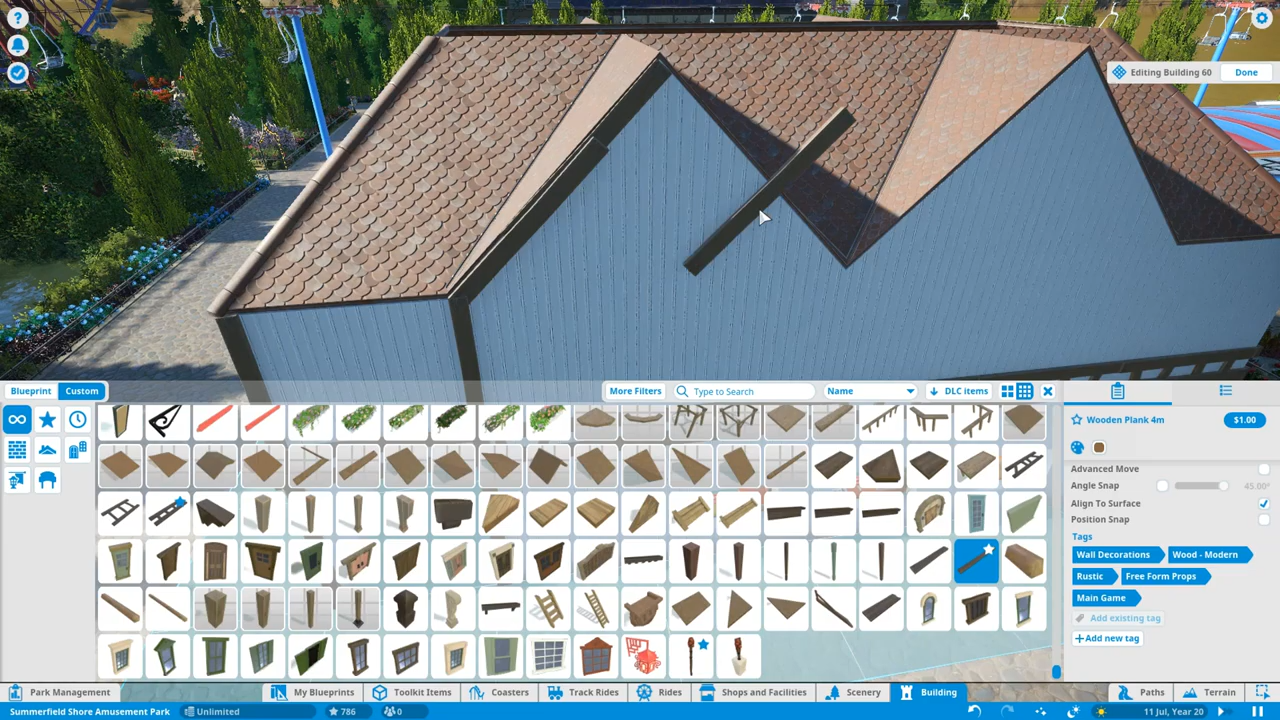 Editing Building 60
Done
Blueprint
Custom
More Filters
Type to Search
Name
DLC items
Wooden Plank 4m
$1.00
Advanced Move
Angle Snap
45.00°
Align To Surface
Position Snap
Tags
Wall Decorations
Wood - Modern
Rustic
Free Form Props
Main Game
Add existing tag
+Add new tag
Park Management
My Blueprints
Toolkit Items
Coasters
Track Rides
Rides
Shops and Facilities
Scenery
Building
Paths
Terrain
Summerfield Shore Amusement Park
Unlimited
786
0
11 Jul, Year 20